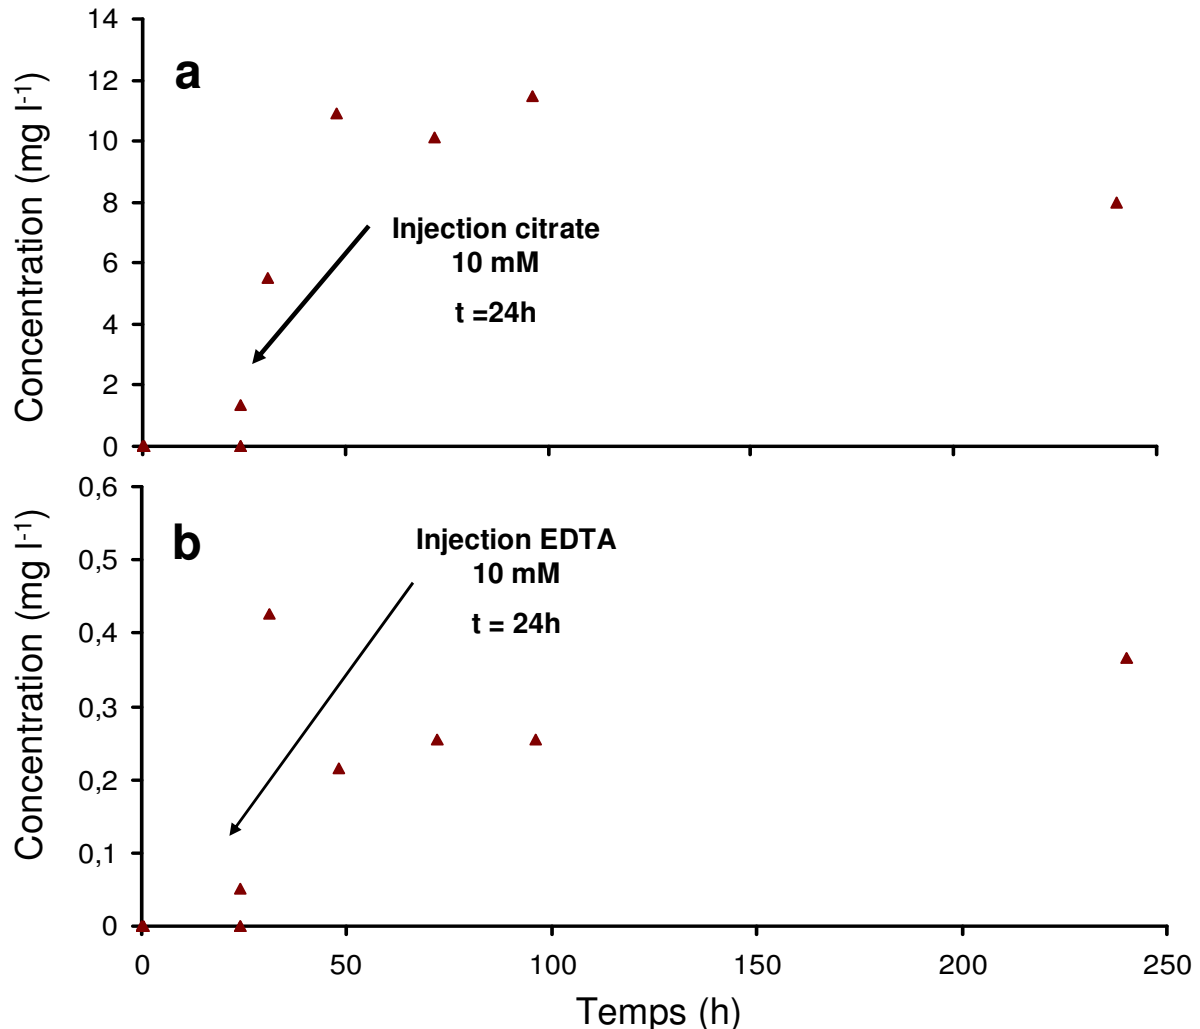 14
12
10
8
6
4
2
0
Concentration (mg l⁻¹)
a
Injection citrate
10 mM
t =24h
0,6
0,5
0,4
0,3
0,2
0,1
0
Concentration (mg l⁻¹)
b
Injection EDTA
10 mM
t = 24h
0 50 100 150 200 250
Temps (h)